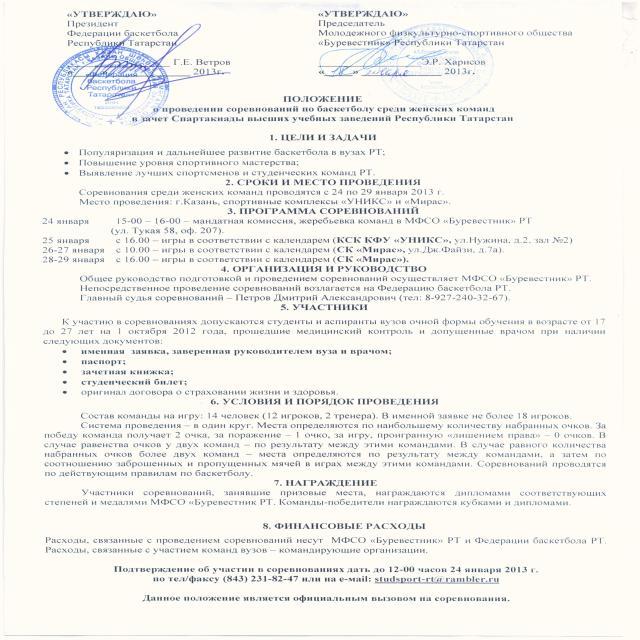 «УТВЕРЖДАЮ»
Президент
Федерации баскетбола
Республики Татарстан
Г.Е. Ветров
2013г.
«УТВЕРЖДАЮ»
Председатель
Молодежного физкультурно-спортивного общества
«Буревестник» Республики Татарстан
Э.Р. Харисов
2013г.
«Федерация
баскетбола
Республики
Татарстан»
ПОЛОЖЕНИЕ
о проведении соревнований по баскетболу среди женских команд
в зачет Спартакиады высших учебных заведений Республики Татарстан
1. ЦЕЛИ И ЗАДАЧИ
• Популяризация и дальнейшее развитие баскетбола в вузах РТ;
• Повышение уровня спортивного мастерства;
• Выявление лучших спортсменов и студенческих команд РТ.
2. СРОКИ И МЕСТО ПРОВЕДЕНИЯ
Соревнования среди женских команд проводятся с 24 по 29 января 2013 г.
Место проведения: г.Казань, спортивные комплексы «УНИКС» и «Мирас».
3. ПРОГРАММА СОРЕВНОВАНИЙ
24 января 15-00 – 16-00 – мандатная комиссия, жеребьевка команд в МФСО «Буревестник» РТ
(ул. Тукая 58, оф. 207).
25 января с 16.00 – игры в соответствии с календарем (КСК КФУ «УНИКС», ул.Нужина, д.2, зал №2)
26-27 января с 10.00 – игры в соответствии с календарем (СК «Мирас», ул.Дж.Файзи, д.7а).
28-29 января с 16.00 – игры в соответствии с календарем (СК «Мирас»).
4. ОРГАНИЗАЦИЯ И РУКОВОДСТВО
Общее руководство подготовкой и проведением соревнований осуществляет МФСО «Буревестник» РТ.
Непосредственное проведение соревнований возлагается на Федерацию баскетбола РТ.
Главный судья соревнований – Петров Дмитрий Александрович (тел: 8-927-240-32-67).
5. УЧАСТНИКИ
К участию в соревнованиях допускаются студенты и аспиранты вузов очной формы обучения в возрасте от 17
до 27 лет на 1 октября 2012 года, прошедшие медицинский контроль и допущенные врачом при наличии
следующих документов:
• именная заявка, заверенная руководителем вуза и врачом;
• паспорт;
• зачетная книжка;
• студенческий билет;
• оригинал договора о страховании жизни и здоровья.
6. УСЛОВИЯ И ПОРЯДОК ПРОВЕДЕНИЯ
Состав команды на игру: 14 человек (12 игроков, 2 тренера). В именной заявке не более 18 игроков.
Система проведения – в один круг. Места определяются по наибольшему количеству набранных очков. За
победу команда получает 2 очка, за поражение – 1 очко, за игру, проигранную «лишением права» – 0 очков. В
случае равенства очков у двух команд – по результату между этими командами. В случае равного количества
набранных очков более двух команд – места определяются по результату между командами, а затем по
соотношению заброшенных и пропущенных мячей в играх между этими командами. Соревнований проводятся
по действующим правилам по баскетболу.
7. НАГРАЖДЕНИЕ
Участники соревнований, занявшие призовые места, награждаются дипломами соответствующих
степеней и медалями МФСО «Буревестник РТ. Команды-победители награждаются кубками и дипломами.
8. ФИНАНСОВЫЕ РАСХОДЫ
Расходы, связанные с проведением соревнований несут МФСО «Буревестник» РТ и Федерации баскетбола РТ.
Расходы, связанные с участием команд вузов – командирующие организации.
Подтверждение об участии в соревнованиях дать до 12-00 часов 24 января 2013 г.
по тел/факсу (843) 231-82-47 или на e-mail: studsport-rt@rambler.ru
Данное положение является официальным вызовом на соревнования.